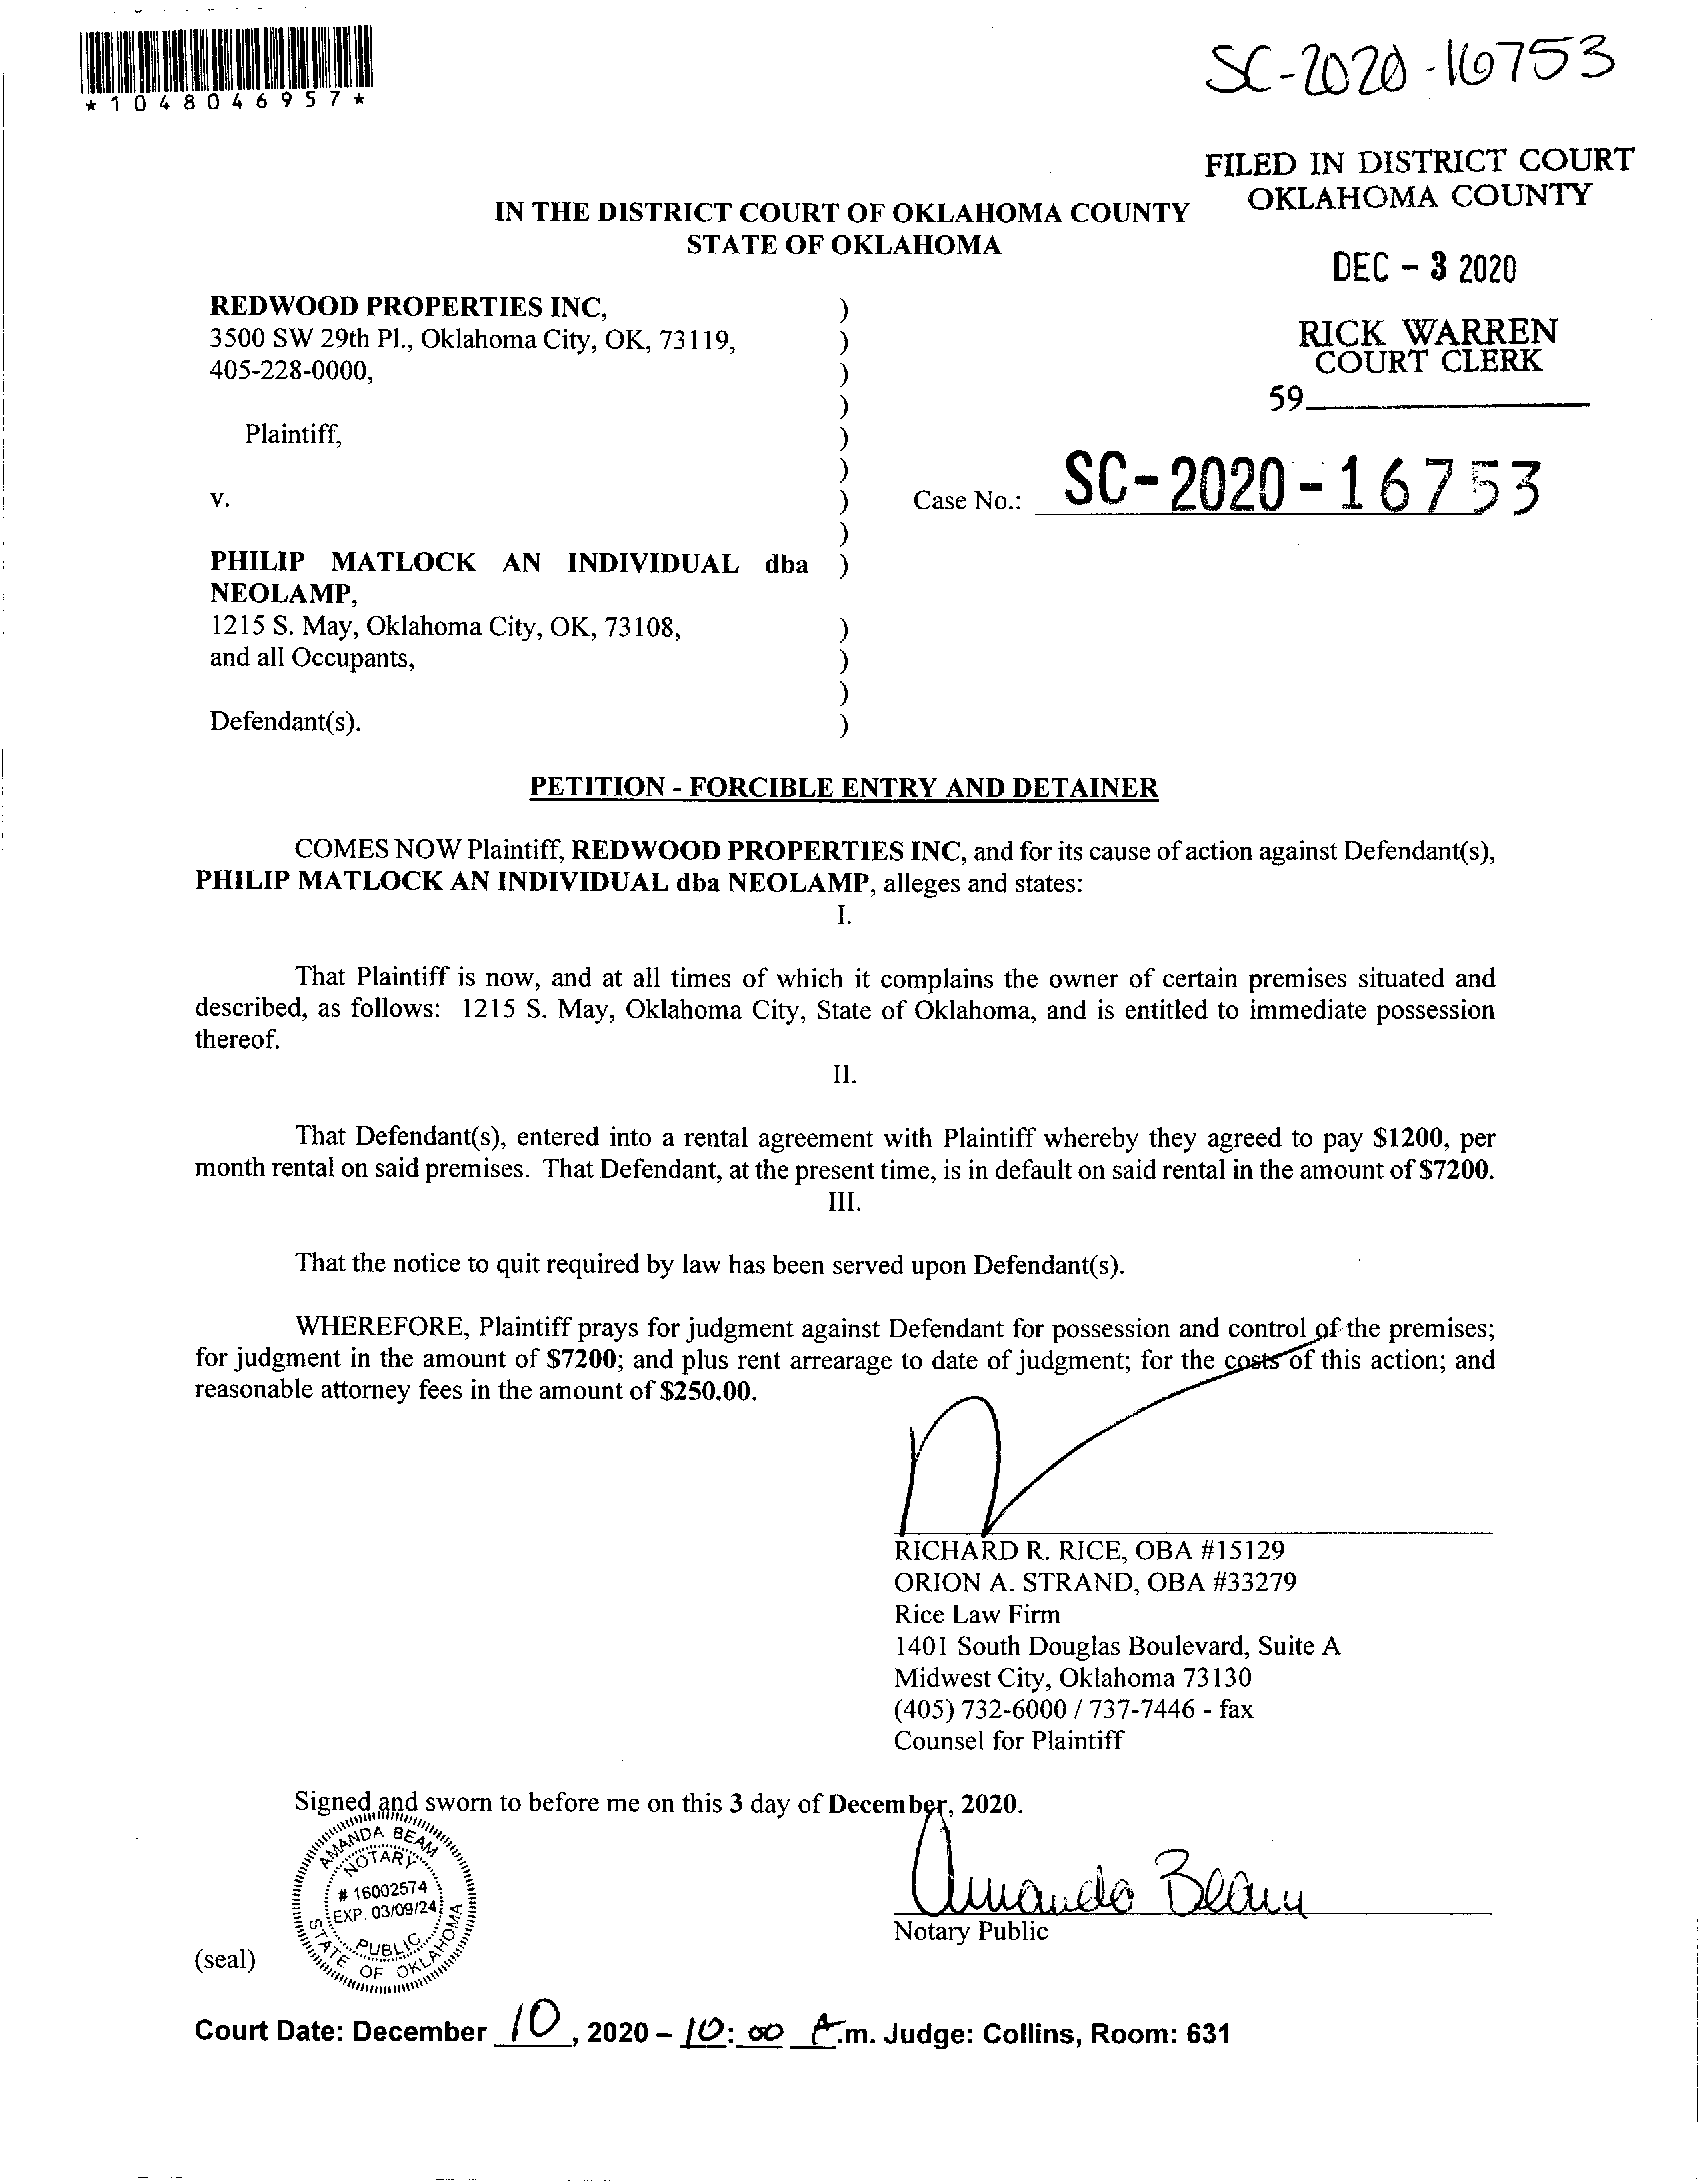 *1048046957*
SC-2020-16753
FILED IN DISTRICT COURT
OKLAHOMA COUNTY
IN THE DISTRICT COURT OF OKLAHOMA COUNTY
STATE OF OKLAHOMA
DEC - 3 2020
RICK WARREN
COURT CLERK
59
REDWOOD PROPERTIES INC, )
3500 SW 29th Pl., Oklahoma City, OK, 73119, )
405-228-0000, )
)
Plaintiff, )
)
v. ) Case No.: SC-2020-16753
)
PHILIP MATLOCK AN INDIVIDUAL dba )
NEOLAMP,
1215 S. May, Oklahoma City, OK, 73108, )
and all Occupants, )
)
Defendant(s). )
PETITION - FORCIBLE ENTRY AND DETAINER
COMES NOW Plaintiff, REDWOOD PROPERTIES INC, and for its cause of action against Defendant(s),
PHILIP MATLOCK AN INDIVIDUAL dba NEOLAMP, alleges and states:
I.
That Plaintiff is now, and at all times of which it complains the owner of certain premises situated and
described, as follows: 1215 S. May, Oklahoma City, State of Oklahoma, and is entitled to immediate possession
thereof.
II.
That Defendant(s), entered into a rental agreement with Plaintiff whereby they agreed to pay $1200, per
month rental on said premises. That Defendant, at the present time, is in default on said rental in the amount of $7200.
III.
That the notice to quit required by law has been served upon Defendant(s).
WHEREFORE, Plaintiff prays for judgment against Defendant for possession and control of the premises;
for judgment in the amount of $7200; and plus rent arrearage to date of judgment; for the costs of this action; and
reasonable attorney fees in the amount of $250.00.
RICHARD R. RICE, OBA #15129
ORION A. STRAND, OBA #33279
Rice Law Firm
1401 South Douglas Boulevard, Suite A
Midwest City, Oklahoma 73130
(405) 732-6000 / 737-7446 - fax
Counsel for Plaintiff
Signed and sworn to before me on this 3 day of December, 2020.
AMANDA BEAM
NOTARY
# 16002574
EXP. 03/09/24
PUBLIC
STATE OF OKLAHOMA
Amanda Beam
Notary Public
(seal)
Court Date: December 10, 2020 – 10:00 A.m. Judge: Collins, Room: 631